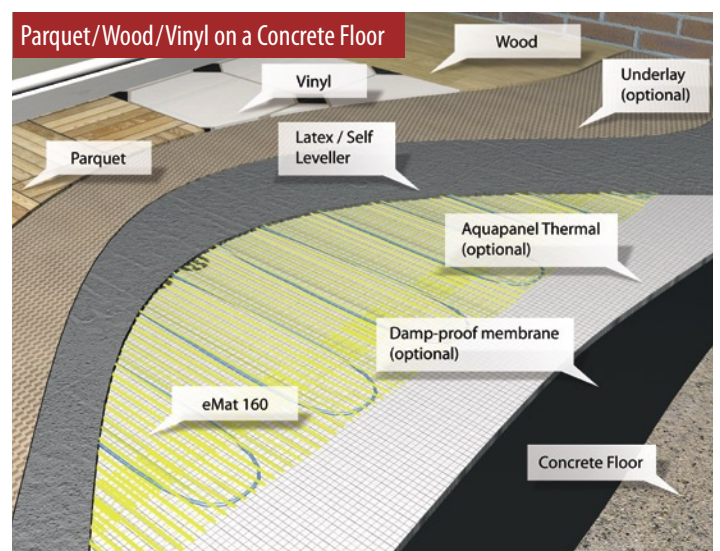 Parquet/Wood/Vinyl on a Concrete Floor
Wood
Vinyl
Underlay
(optional)
Latex / Self
Leveller
Parquet
Aquapanel Thermal
(optional)
Damp-proof membrane
(optional)
eMat 160
Concrete Floor